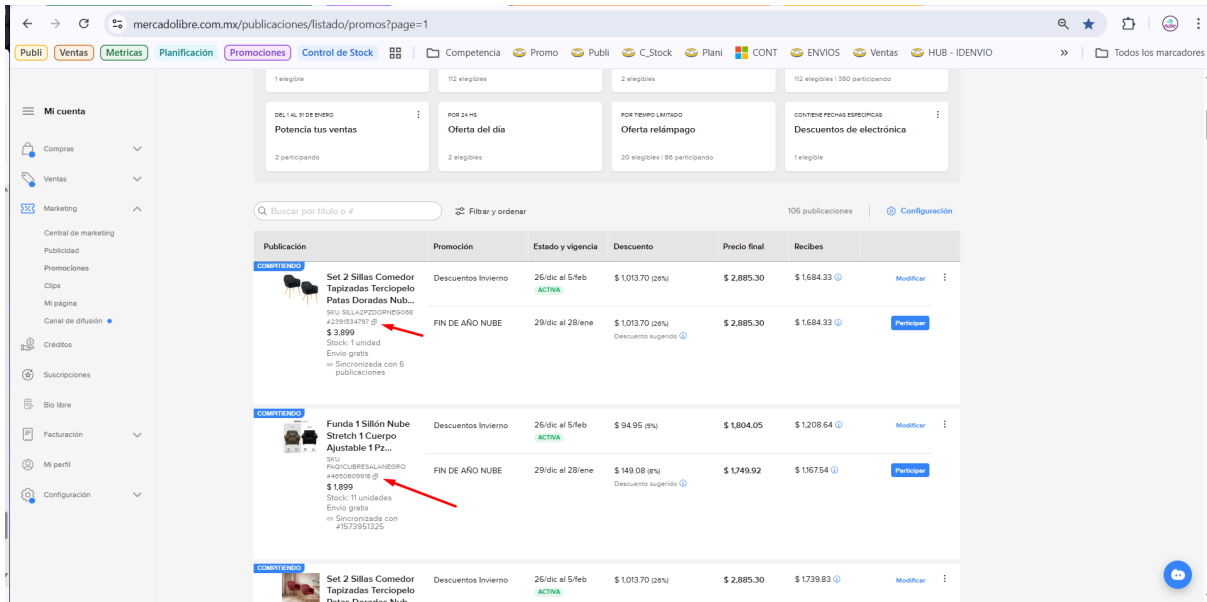 mercadolibre.com.mx/publicaciones/listado/promos?page=1
Publi Ventas Metricas Planificación Promociones Control de Stock Competencia Promo Publi C_Stock Plani CONT ENVIOS Ventas HUB - IDENVIO » Todos los marcadores
1 elegible 112 elegibles 2 elegibles 112 elegibles | 380 participando
Mi cuenta
DEL 1 AL 31 DE ENERO POR 24 HS POR TIEMPO LIMITADO CONTIENE FECHAS ESPECÍFICAS
Potencia tus ventas Oferta del día Oferta relámpago Descuentos de electrónica
2 participando 2 elegibles 20 elegibles | 86 participando 1 elegible
Compras
Ventas
Marketing
Central de marketing
Publicidad
Promociones
Clips
Mi página
Canal de difusión
Créditos
Suscripciones
Bio libre
Facturación
Mi perfil
Configuración
Buscar por título o # Filtrar y ordenar 106 publicaciones Configuración
Publicación Promoción Estado y vigencia Descuento Precio final Recibes
COMPITIENDO
Set 2 Sillas Comedor Descuentos Invierno 26/dic al 5/feb $ 1,013.70 (26%) $ 2,885.30 $ 1,684.33 Modificar
Tapizadas Terciopelo ACTIVA
Patas Doradas Nub...
SKU SILLA2PZDORNEG068
#2391534797 FIN DE AÑO NUBE 29/dic al 28/ene $ 1,013.70 (26%) $ 2,885.30 $ 1,684.33 Participar
$ 3,899 Descuento sugerido
Stock: 1 unidad
Envío gratis
Sincronizada con 6
publicaciones
COMPITIENDO
Funda 1 Sillón Nube Descuentos Invierno 26/dic al 5/feb $ 94.95 (5%) $ 1,804.05 $ 1,208.64 Modificar
Stretch 1 Cuerpo ACTIVA
Ajustable 1 Pz...
SKU
PAQ1CUBRESALANEGRO FIN DE AÑO NUBE 29/dic al 28/ene $ 149.08 (8%) $ 1,749.92 $ 1,167.54 Participar
#4650609918 Descuento sugerido
$ 1,899
Stock: 11 unidades
Envío gratis
Sincronizada con
#1573951325
COMPITIENDO
Set 2 Sillas Comedor Descuentos Invierno 26/dic al 5/feb $ 1,013.70 (26%) $ 2,885.30 $ 1,739.83 Modificar
Tapizadas Terciopelo ACTIVA
Patas Doradas Nub...